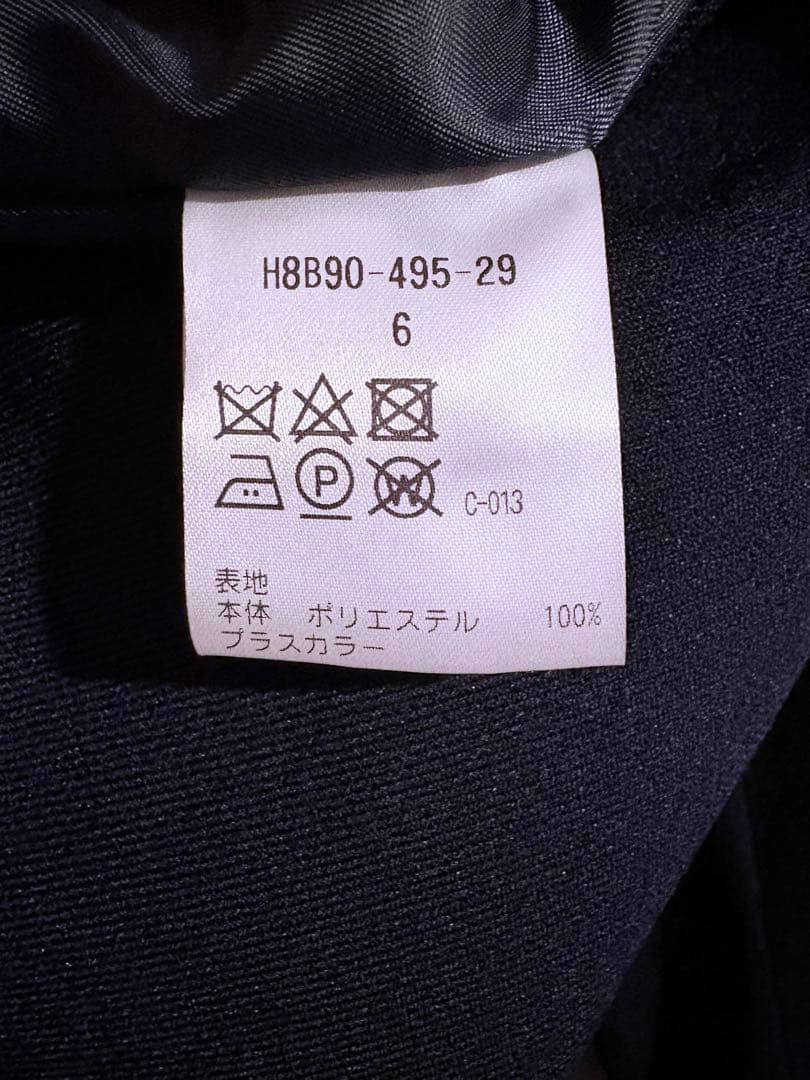 H8B90-495-29
6
P W C-013
表地
本体 ポリエステル 100%
プラスカラー